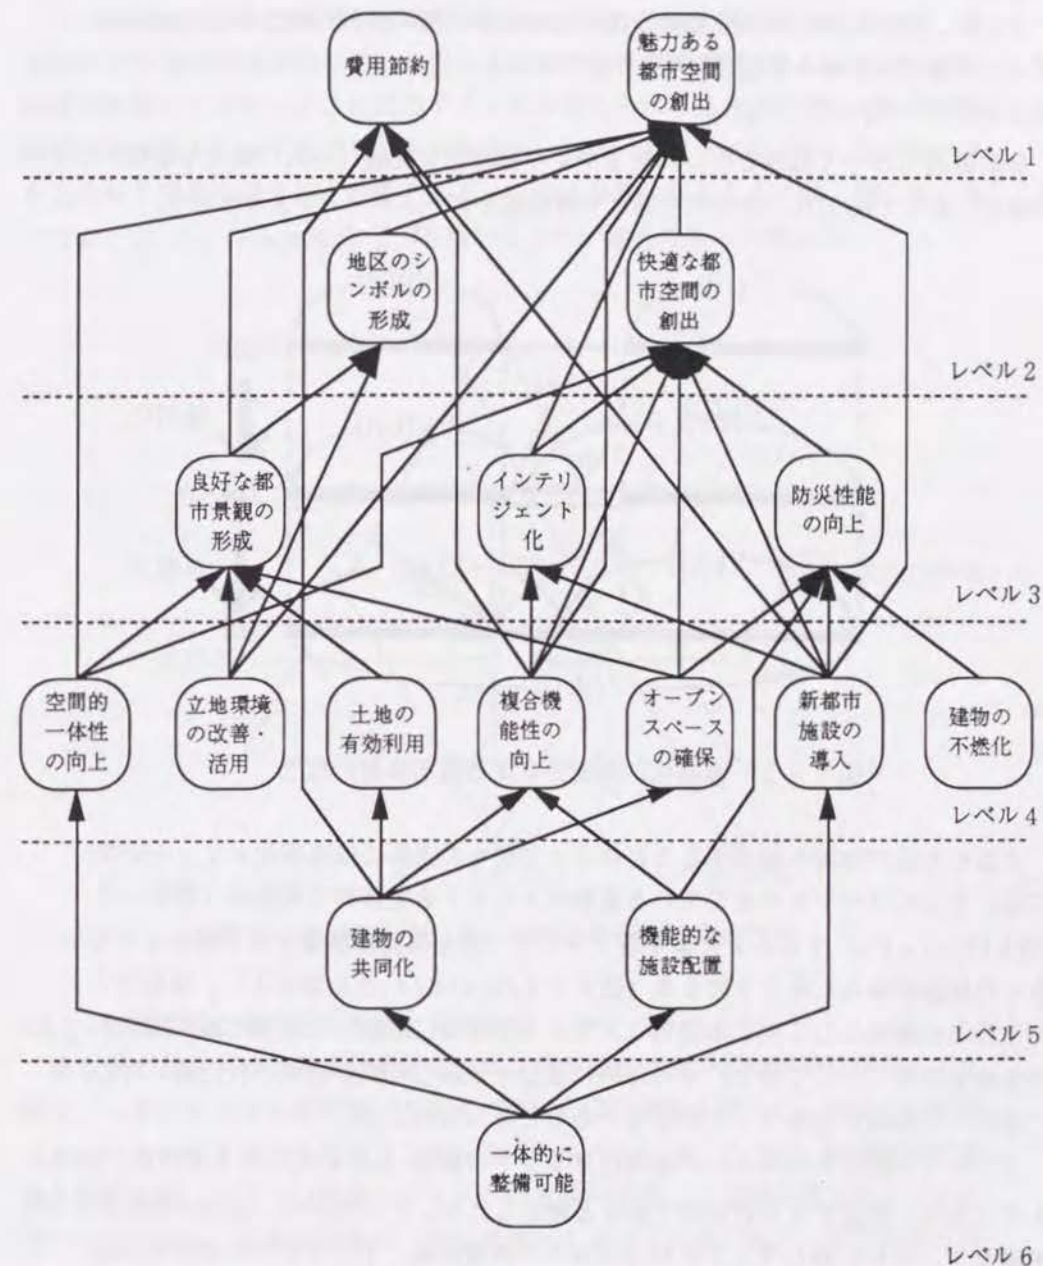 費用節約
魅力ある
都市空間
の創出
レベル1
地区のシ
ンボルの
形成
快適な都
市空間の
創出
レベル2
良好な都
市景観の
形成
インテリ
ジェント
化
防災性能
の向上
レベル3
空間的
一体性
の向上
立地環境
の改善・
活用
土地の
有効利用
複合機
能性の
向上
オープン
スペース
の確保
新都市
施設の
導入
建物の
不燃化
レベル4
建物の
共同化
機能的な
施設配置
レベル5
一体的に
整備可能
レベル6